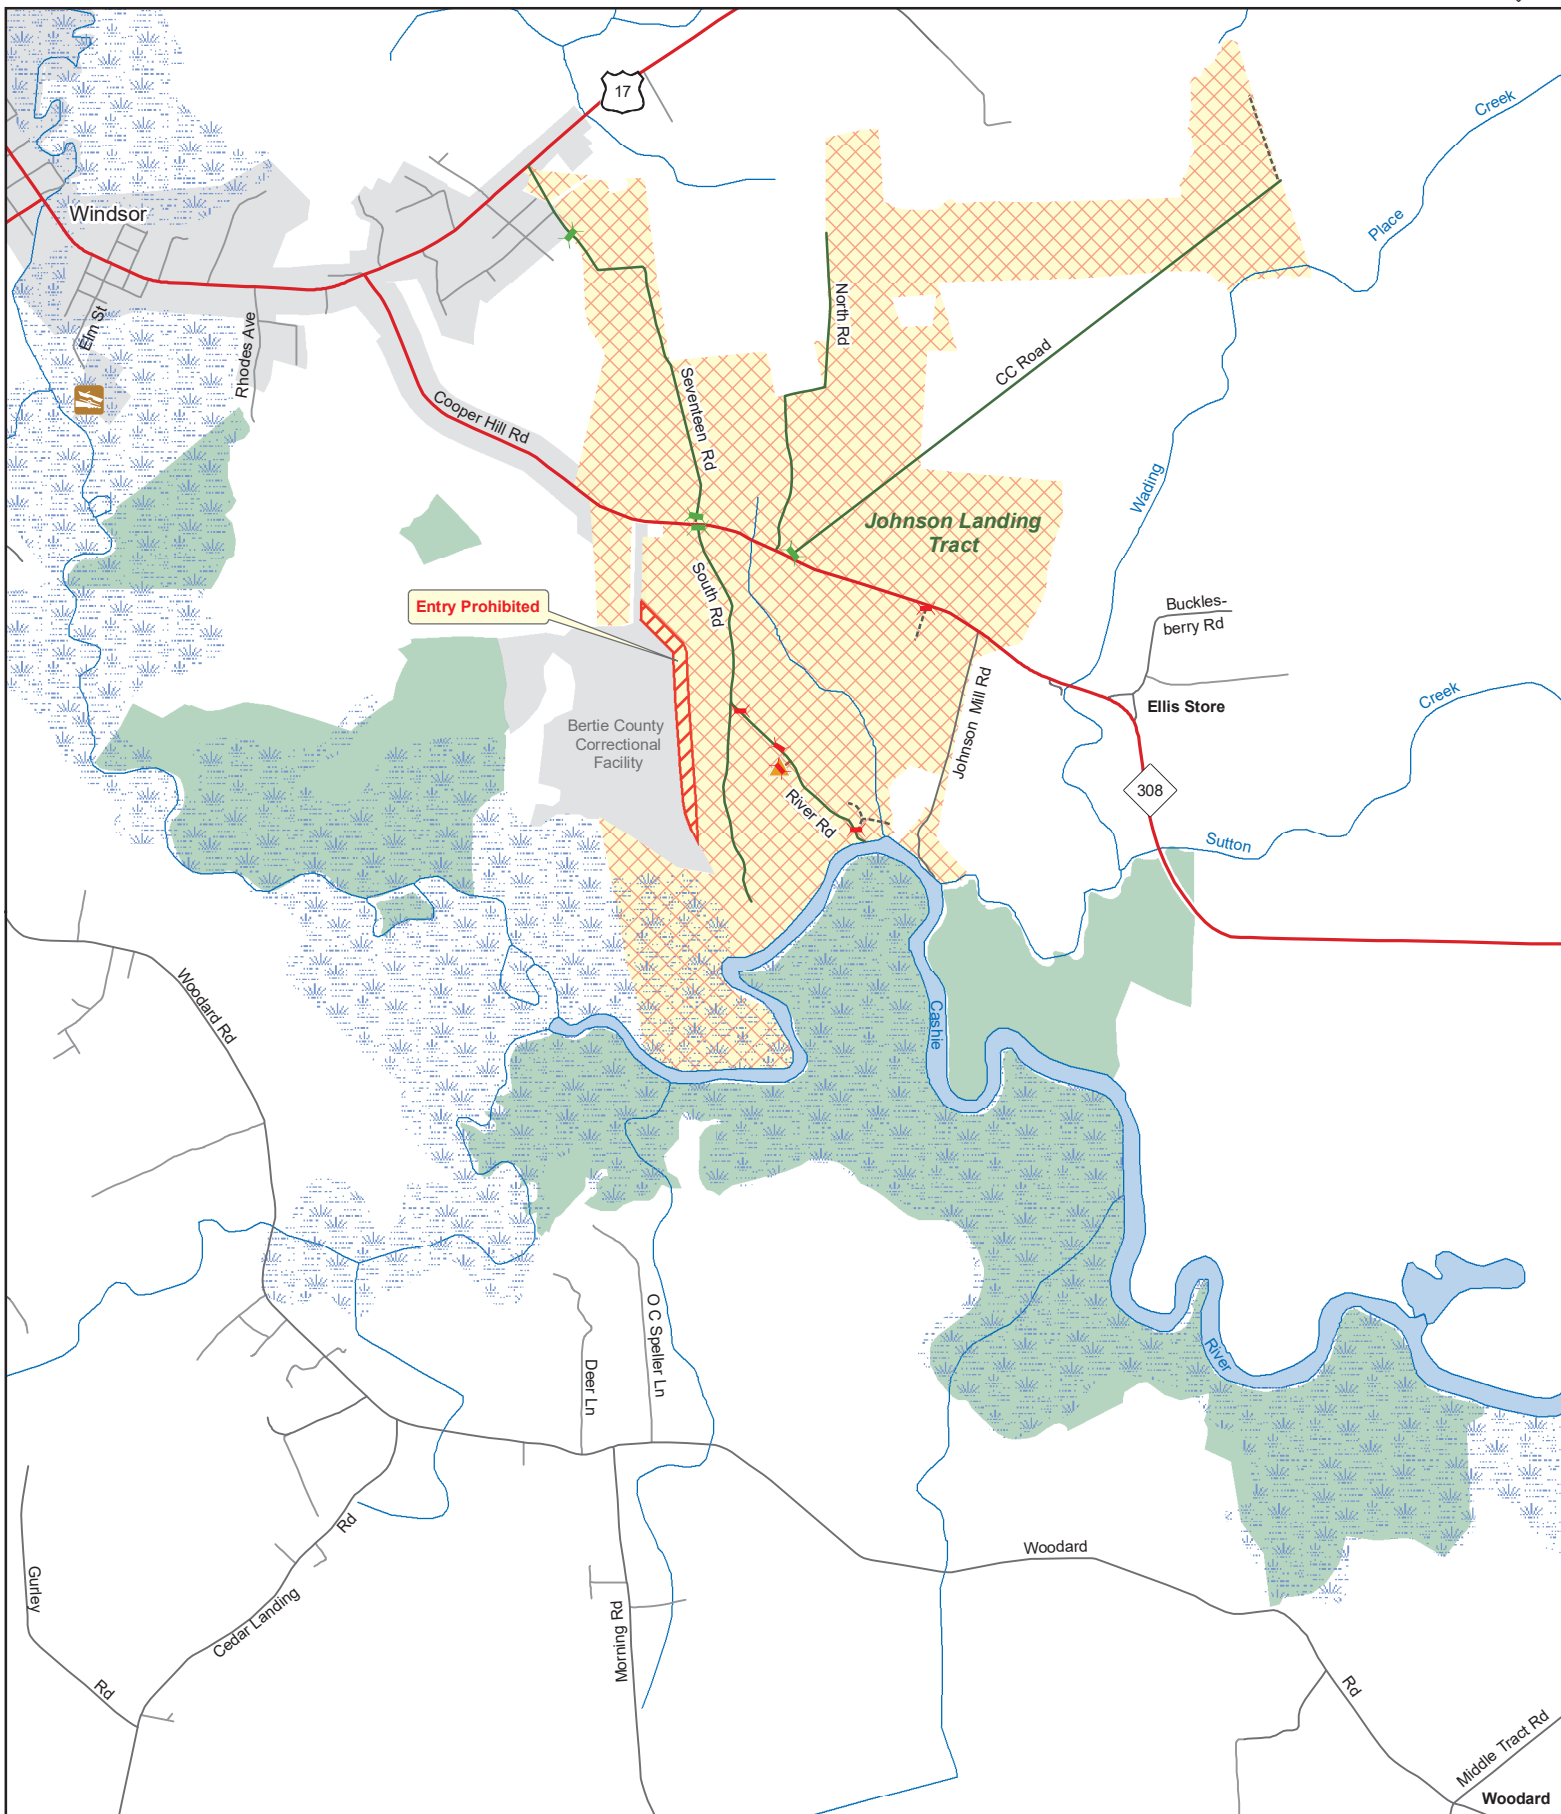 17
Creek
Windsor
Place
Elm St
Rhodes Ave
North Rd
CC Road
Seventeen Rd
Cooper Hill Rd
Wading
Johnson Landing
Tract
South Rd
Entry Prohibited
Buckles-
berry Rd
Johnson Mill Rd
Creek
Ellis Store
Bertie County
Correctional
Facility
308
River Rd
Sutton
Woodard Rd
Cashie
River
O C Speller Ln
Deer Ln
Rd
Woodard
Gurley
Cedar Landing
Morning Rd
Rd
Rd
Middle Tract Rd
Woodard